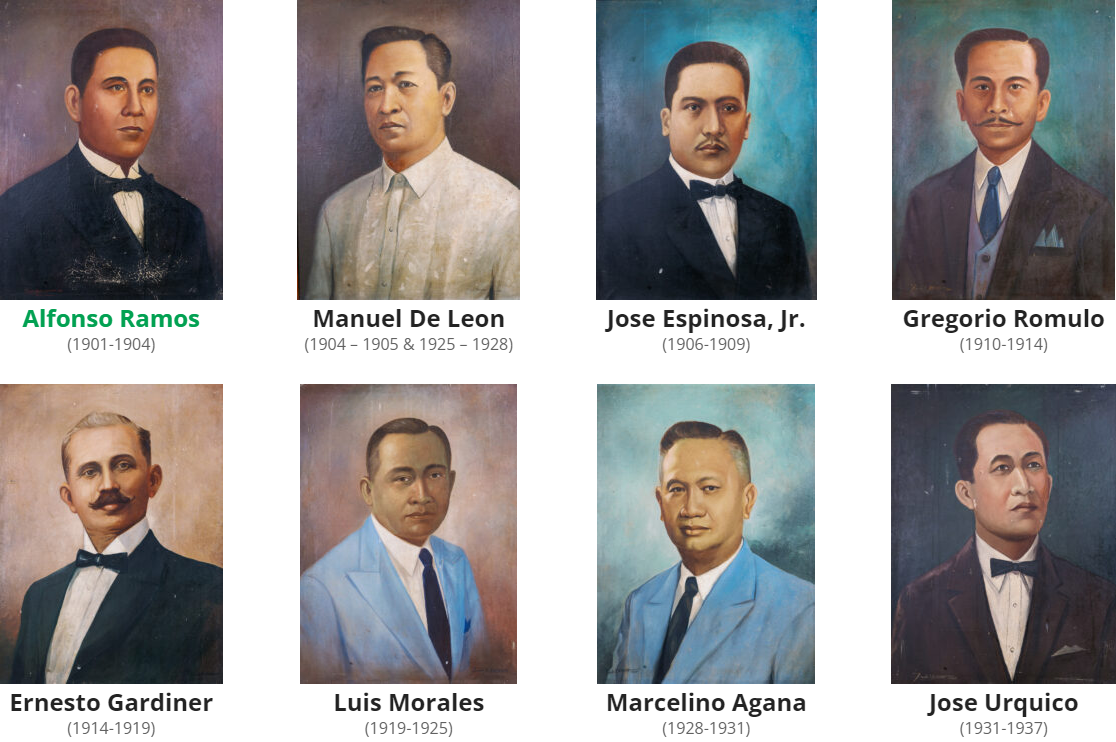 Alfonso Ramos
(1901-1904)
Manuel De Leon
(1904 – 1905 & 1925 – 1928)
Jose Espinosa, Jr.
(1906-1909)
Gregorio Romulo
(1910-1914)
Ernesto Gardiner
(1914-1919)
Luis Morales
(1919-1925)
Marcelino Agana
(1928-1931)
Jose Urquico
(1931-1937)